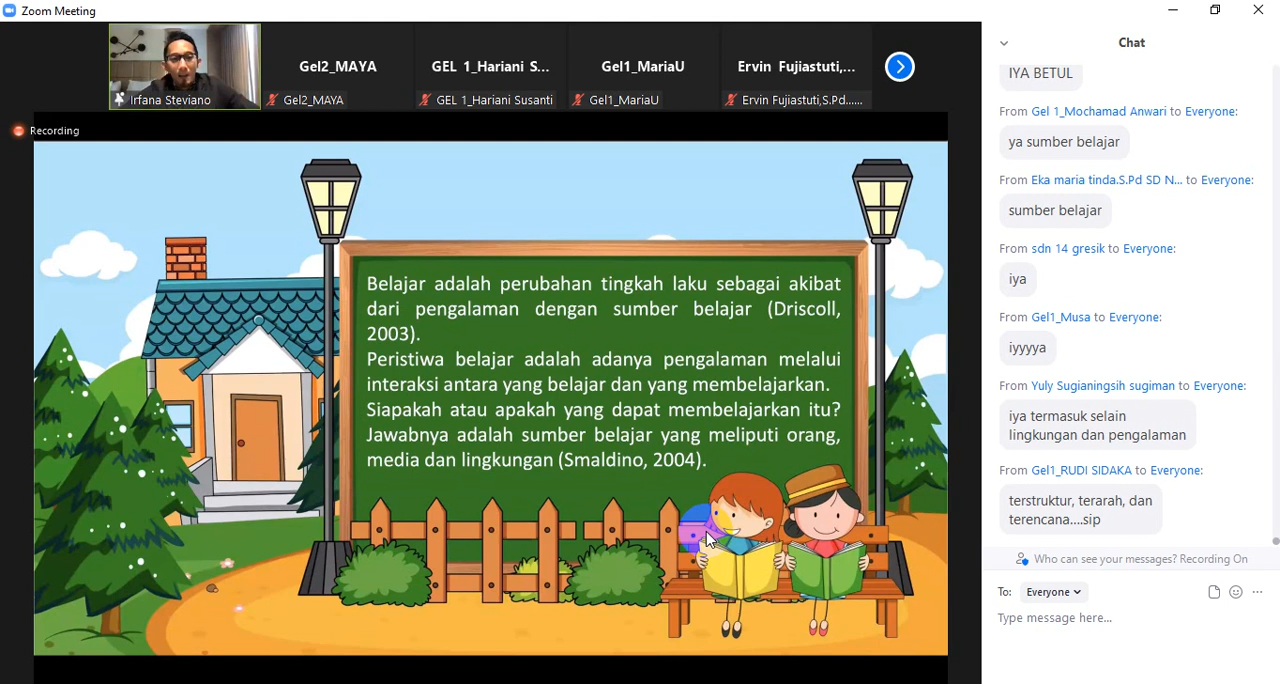 Zoom Meeting
Irfana Steviano
Gel2_MAYA
Gel2_MAYA
GEL 1_Hariani S...
GEL 1_Hariani Susanti
Gel1_MariaU
Gel1_MariaU
Ervin Fujiastuti,...
Ervin Fujiastuti,S.Pd......
Recording
Belajar adalah perubahan tingkah laku sebagai akibat
dari pengalaman dengan sumber belajar (Driscoll,
2003).
Peristiwa belajar adalah adanya pengalaman melalui
interaksi antara yang belajar dan yang membelajarkan.
Siapakah atau apakah yang dapat membelajarkan itu?
Jawabnya adalah sumber belajar yang meliputi orang,
media dan lingkungan (Smaldino, 2004).
Chat
IYA BETUL
From Gel 1_Mochamad Anwari to Everyone:
ya sumber belajar
From Eka maria tinda.S.Pd SD N... to Everyone:
sumber belajar
From sdn 14 gresik to Everyone:
iya
From Gel1_Musa to Everyone:
iyyyya
From Yuly Sugianingsih sugiman to Everyone:
iya termasuk selain
lingkungan dan pengalaman
From Gel1_RUDI SIDAKA to Everyone:
terstruktur, terarah, dan
terencana....sip
Who can see your messages? Recording On
To: Everyone
Type message here...